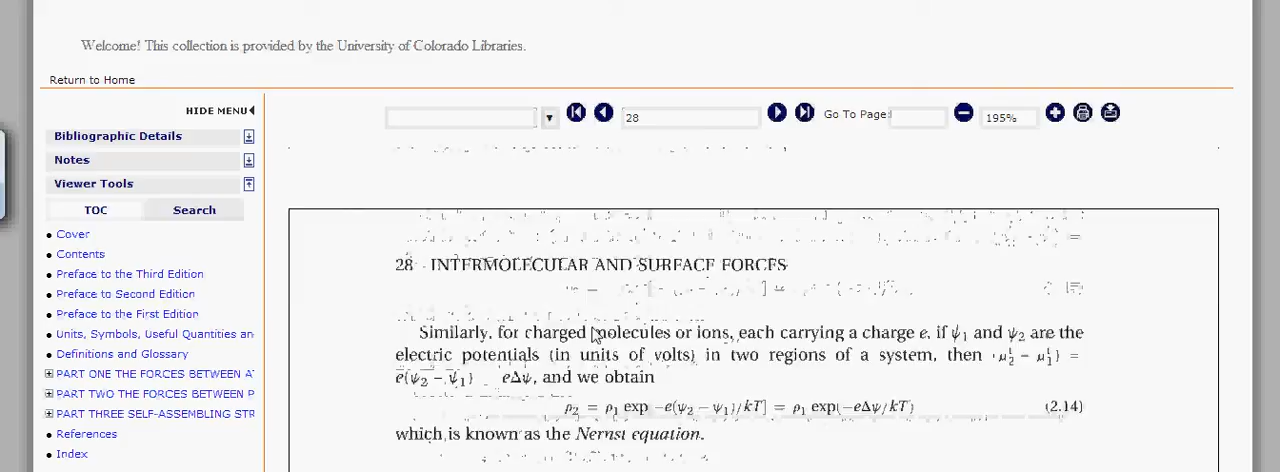 Welcome! This collection is provided by the University of Colorado Libraries.
Return to Home
HIDE MENU
28
Go To Page:
195%
Bibliographic Details
Notes
Viewer Tools
TOC Search
Cover
Contents
Preface to the Third Edition
Preface to Second Edition
Preface to the First Edition
Units, Symbols, Useful Quantities an
Definitions and Glossary
PART ONE THE FORCES BETWEEN A
PART TWO THE FORCES BETWEEN P
PART THREE SELF-ASSEMBLING STR
References
Index
28 INTERMOLECULAR AND SURFACE FORCES
Similarly, for charged molecules or ions, each carrying a charge e, if ψ1 and ψ2 are the
electric potentials (in units of volts) in two regions of a system, then (μ2^i − μ1^i) =
e(ψ2 − ψ1) eΔψ, and we obtain
ρ2 = ρ1 exp −e(ψ2 − ψ1)/kT] = ρ1 exp(−eΔψ/kT) (2.14)
which is known as the Nernst equation.